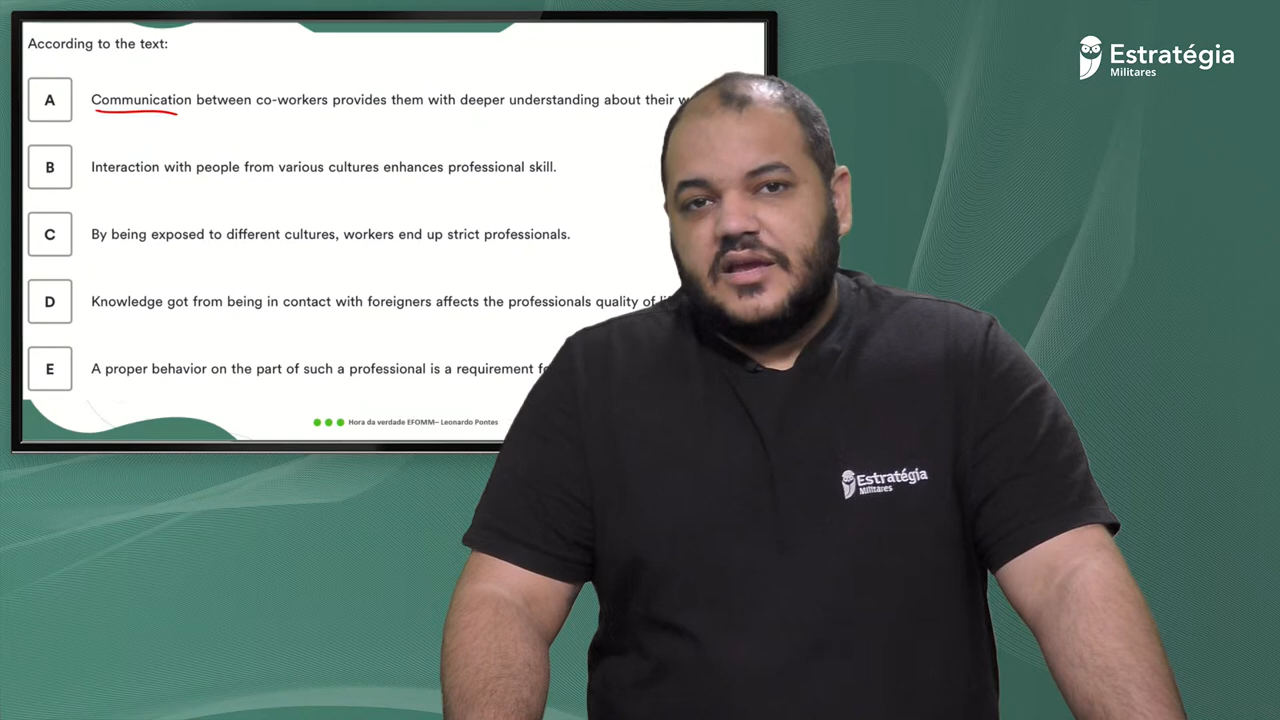 According to the text:
A
Communication between co-workers provides them with deeper understanding about their
B
Interaction with people from various cultures enhances professional skill.
C
By being exposed to different cultures, workers end up strict professionals.
D
Knowledge got from being in contact with foreigners affects the professionals quality of
E
A proper behavior on the part of such a professional is a requirement
Hora da verdade EFOMM– Leonardo Pontes
Estratégia
Militares
Estratégia
Militares